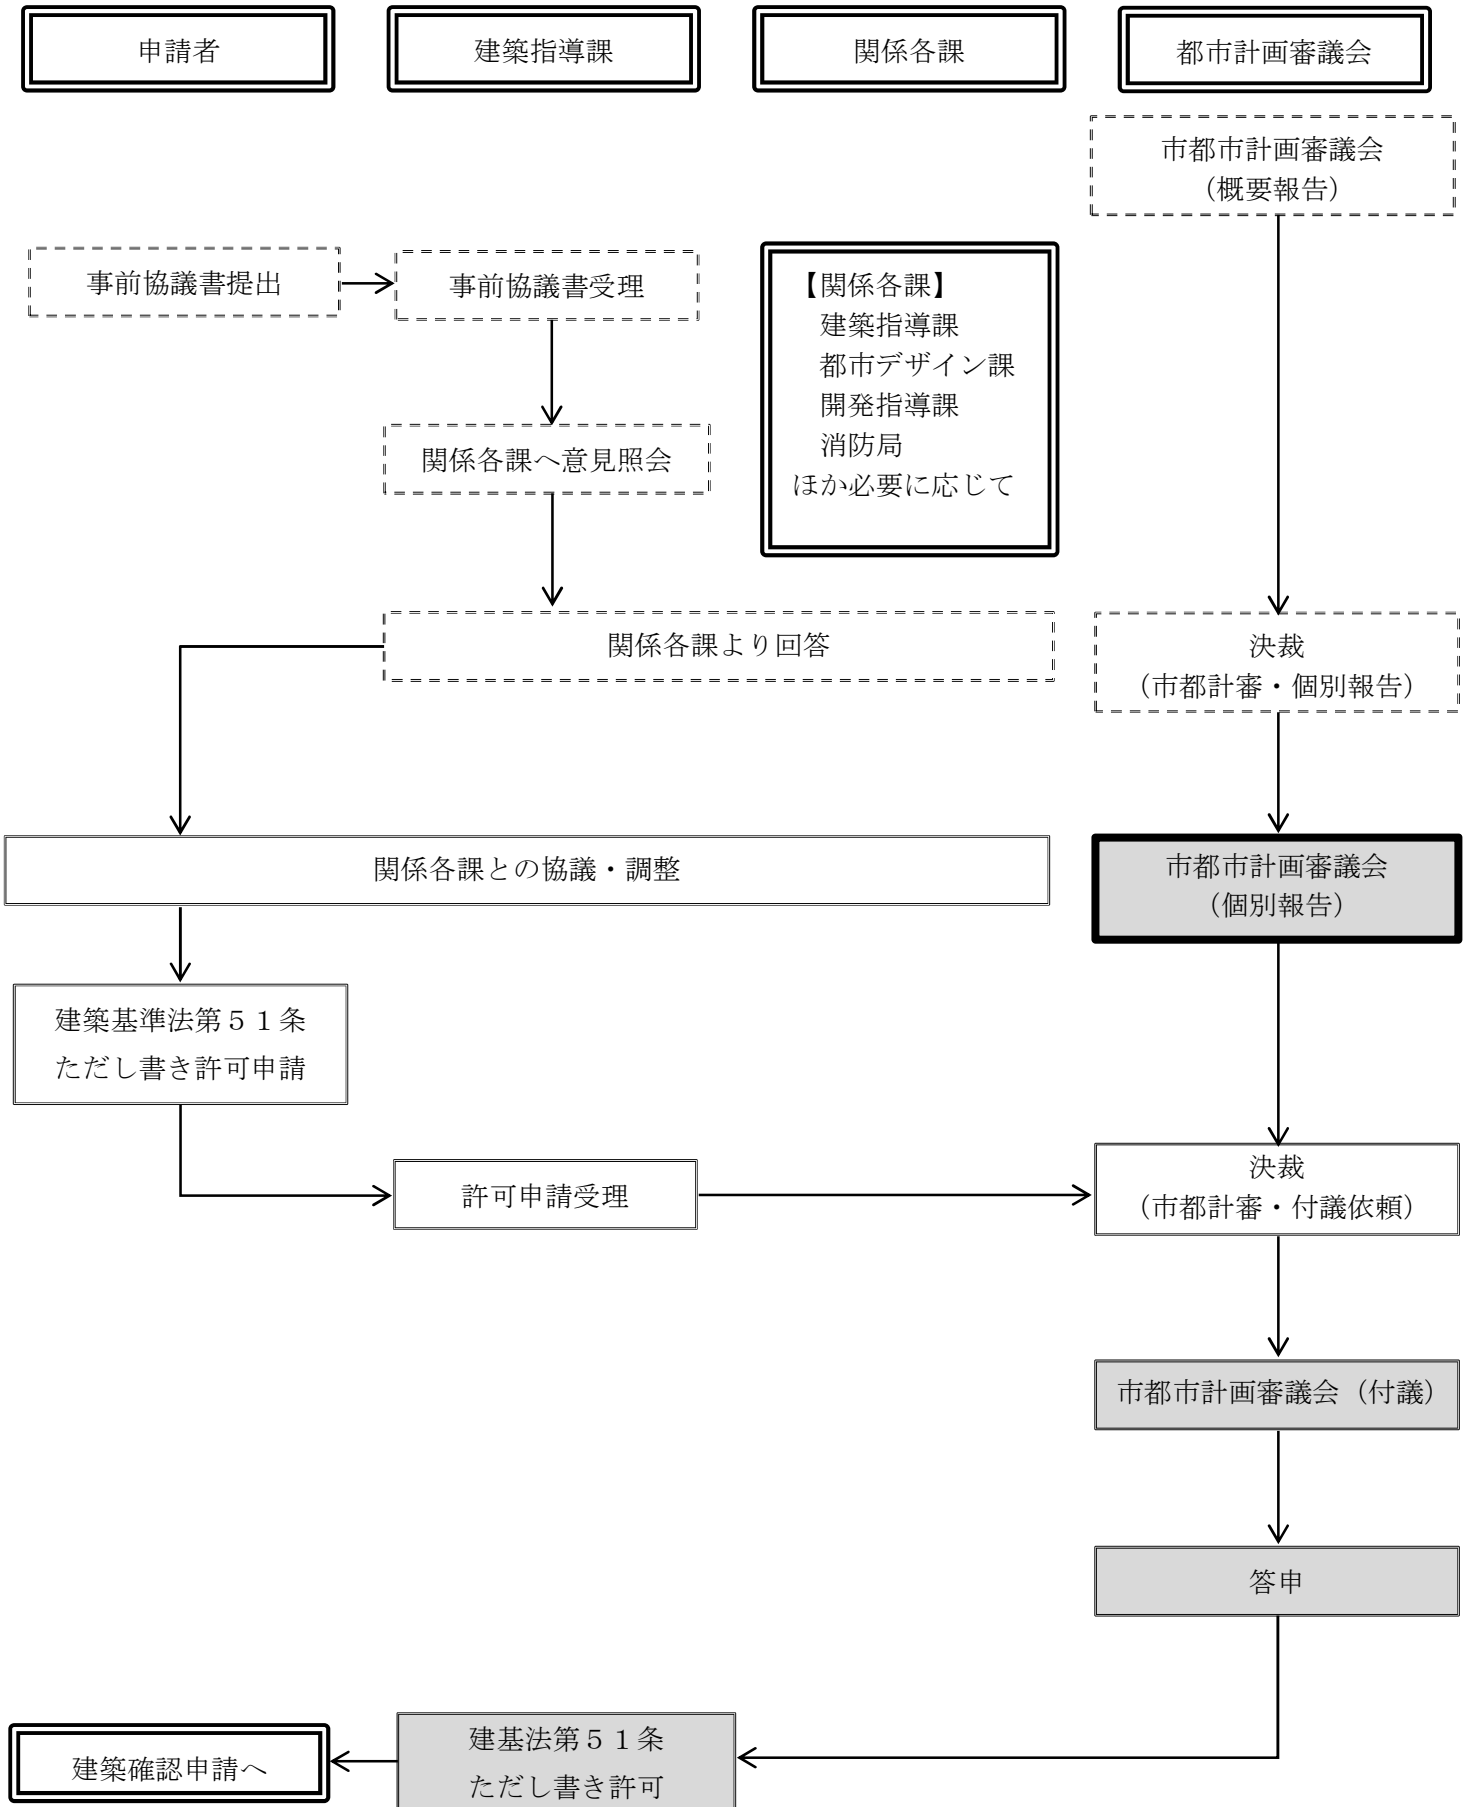 申請者
建築指導課
関係各課
都市計画審議会
市都市計画審議会
（概要報告）
事前協議書提出
事前協議書受理
【関係各課】
建築指導課
都市デザイン課
開発指導課
消防局
ほか必要に応じて
関係各課へ意見照会
関係各課より回答
決裁
（市都計審・個別報告）
関係各課との協議・調整
市都市計画審議会
（個別報告）
建築基準法第５１条
ただし書き許可申請
許可申請受理
決裁
（市都計審・付議依頼）
市都市計画審議会（付議）
答申
建基法第５１条
ただし書き許可
建築確認申請へ